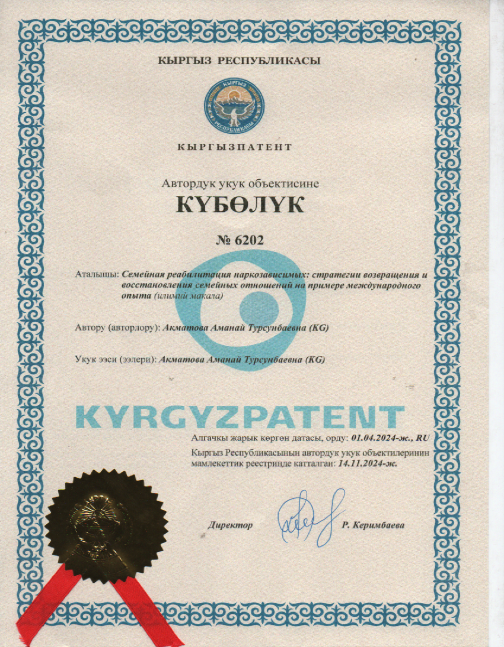 КЫРГЫЗ РЕСПУБЛИКАСЫ
КЫРГЫЗПАТЕНТ
Автордук укук объектисине
КҮБӨЛҮК
№ 6202
Аталышы: Семейная реабилитация наркозависимых: стратегии возвращения и
восстановления семейных отношений на примере международного
опыта (илимий макала)
Автору (автордору): Акматова Аманай Турсунбаевна (KG)
Укук ээси (ээлери): Акматова Аманай Турсунбаевна (KG)
KYRGYZPATENT
Алгачкы жарык көргөн датасы, орду: 01.04.2024-ж., RU
Кыргыз Республикасынын автордук укук объектилеринин
мамлекеттик реестринде катталган: 14.11.2024-ж.
Директор
Р. Керимбаева